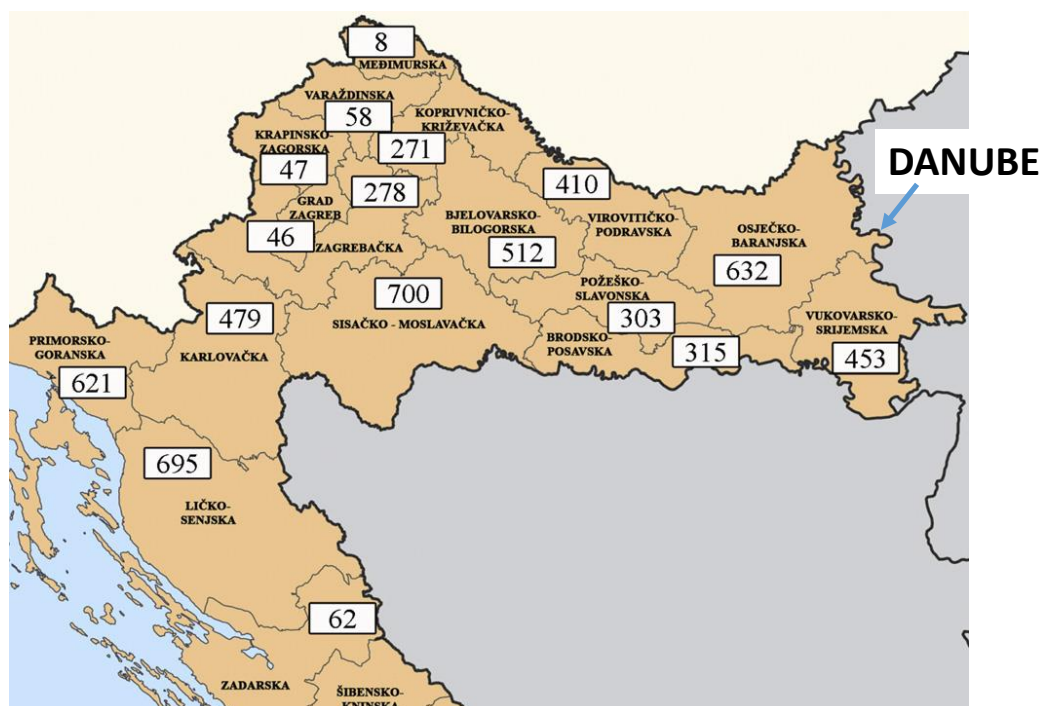 8
MEĐIMURSKA
VARAŽDINSKA
58
KOPRIVNIČKO-
KRIŽEVAČKA
KRAPINSKO-
ZAGORSKA
271
47
278
410
DANUBE
GRAD
ZAGREB
46
ZAGREBAČKA
BJELOVARSKO-
BILOGORSKA
512
VIROVITIČKO-
PODRAVSKA
OSJEČKO-
BARANJSKA
632
700
SISAČKO - MOSLAVAČKA
POŽEŠKO-
SLAVONSKA
303
479
KARLOVAČKA
BRODSKO-
POSAVSKA
315
VUKOVARSKO-
SRIJEMSKA
453
PRIMORSKO-
GORANSKA
621
695
LIČKO-
SENJSKA
62
ZADARSKA
ŠIBENSKO-
KNINSKA